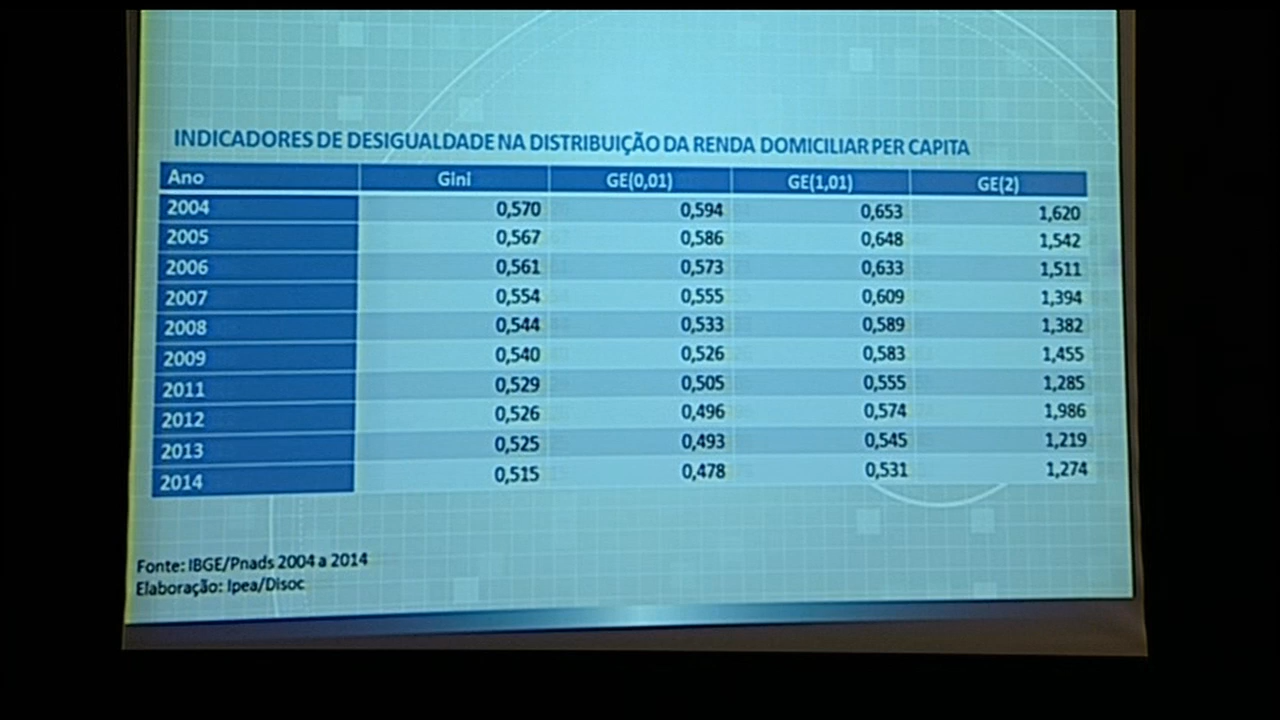 INDICADORES DE DESIGUALDADE NA DISTRIBUIÇÃO DA RENDA DOMICILIAR PER CAPITA
Ano Gini GE(0,01) GE(1,01) GE(2)
2004 0,570 0,594 0,653 1,620
2005 0,567 0,586 0,648 1,542
2006 0,561 0,573 0,633 1,511
2007 0,554 0,555 0,609 1,394
2008 0,544 0,533 0,589 1,382
2009 0,540 0,526 0,583 1,455
2011 0,529 0,505 0,555 1,285
2012 0,526 0,496 0,574 1,986
2013 0,525 0,493 0,545 1,219
2014 0,515 0,478 0,531 1,274
Fonte: IBGE/Pnads 2004 a 2014
Elaboração: Ipea/Disoc